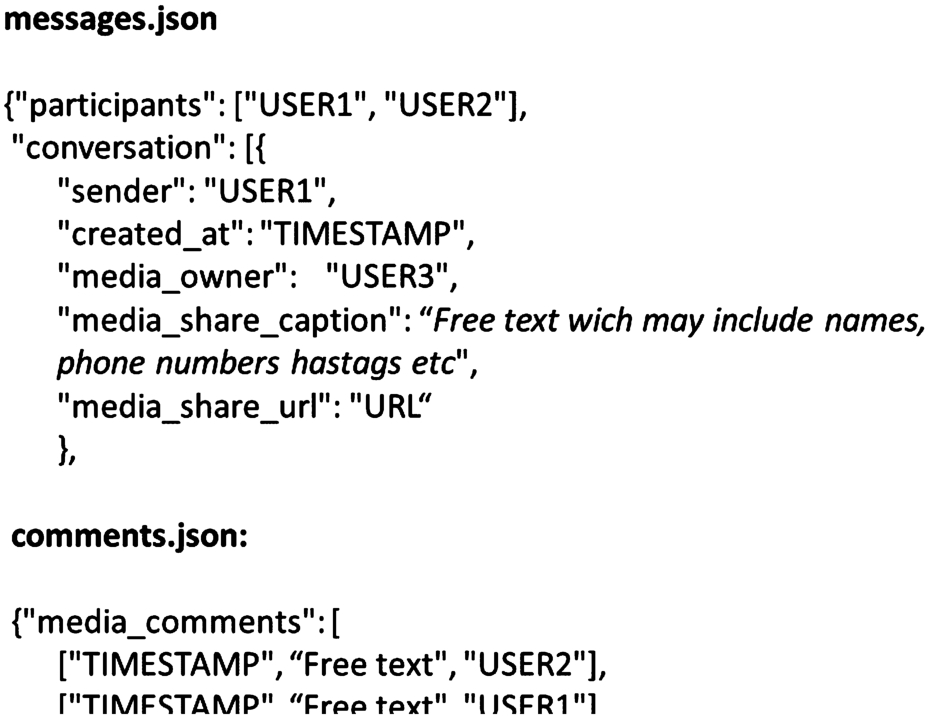 messages.json
{"participants": ["USER1", "USER2"],
"conversation": [{
"sender": "USER1",
"created_at": "TIMESTAMP",
"media_owner": "USER3",
"media_share_caption": “Free text wich may include names,
phone numbers hastags etc",
"media_share_url": "URL“
},
comments.json:
{"media_comments": [
["TIMESTAMP", “Free text", "USER2"],
["TIMESTAMP" “Free text" "USER1"]